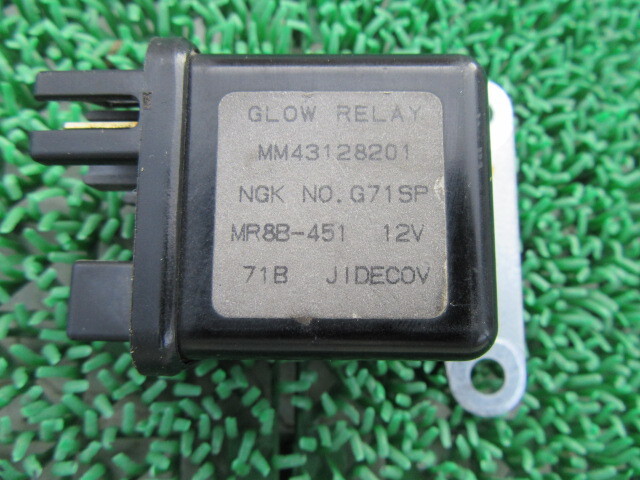 GLOW RELAY
MM43128201
NGK NO.G71SP
MR8B-451 12V
71B JIDECOV